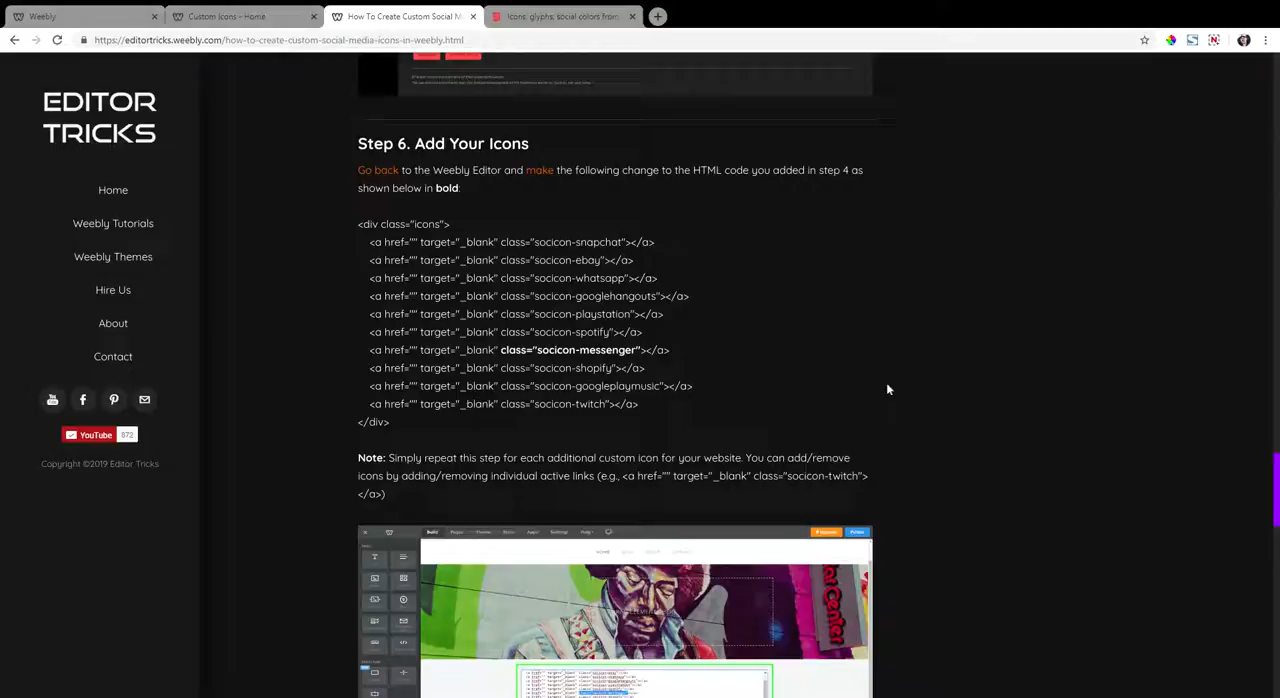 Weebly
Custom Icons - Home
How To Create Custom Social M
Icons: glyphs, social colors from
https://editortricks.weebly.com/how-to-create-custom-social-media-icons-in-weebly.html
EDITOR
TRICKS
Home
Weebly Tutorials
Weebly Themes
Hire Us
About
Contact
YouTube 872
Copyright ©2019 Editor Tricks
Step 6. Add Your Icons
Go back to the Weebly Editor and make the following change to the HTML code you added in step 4 as
shown below in bold:
<div class="icons">
<a href="" target="_blank" class="socicon-snapchat"></a>
<a href="" target="_blank" class="socicon-ebay"></a>
<a href="" target="_blank" class="socicon-whatsapp"></a>
<a href="" target="_blank" class="socicon-googlehangouts"></a>
<a href="" target="_blank" class="socicon-playstation"></a>
<a href="" target="_blank" class="socicon-spotify"></a>
<a href="" target="_blank" class="socicon-messenger"></a>
<a href="" target="_blank" class="socicon-shopify"></a>
<a href="" target="_blank" class="socicon-googleplaymusic"></a>
<a href="" target="_blank" class="socicon-twitch"></a>
</div>
Note: Simply repeat this step for each additional custom icon for your website. You can add/remove
icons by adding/removing individual active links (e.g., <a href="" target="_blank" class="socicon-twitch">
</a>)
Build Pages Theme Store Apps Settings Help
HOME